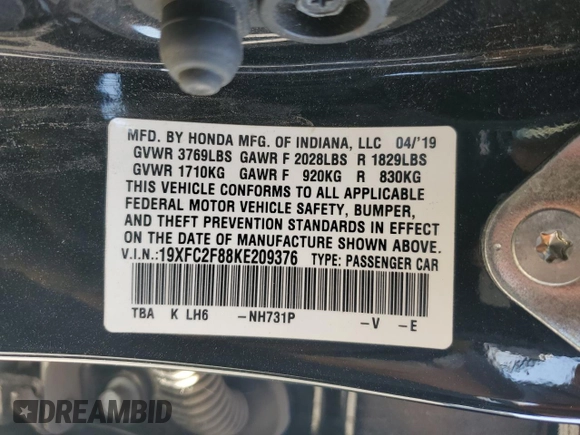 MFD. BY HONDA MFG. OF INDIANA, LLC 04/'19
GVWR 3769LBS GAWR F 2028LBS R 1829LBS
GVWR 1710KG GAWR F 920KG R 830KG
THIS VEHICLE CONFORMS TO ALL APPLICABLE
FEDERAL MOTOR VEHICLE SAFETY, BUMPER,
AND THEFT PREVENTION STANDARDS IN EFFECT
ON THE DATE OF MANUFACTURE SHOWN ABOVE.
V.I.N.:19XFC2F88KE209376 TYPE: PASSENGER CAR
TBA K LH6 -NH731P -V -E
DREAMBID